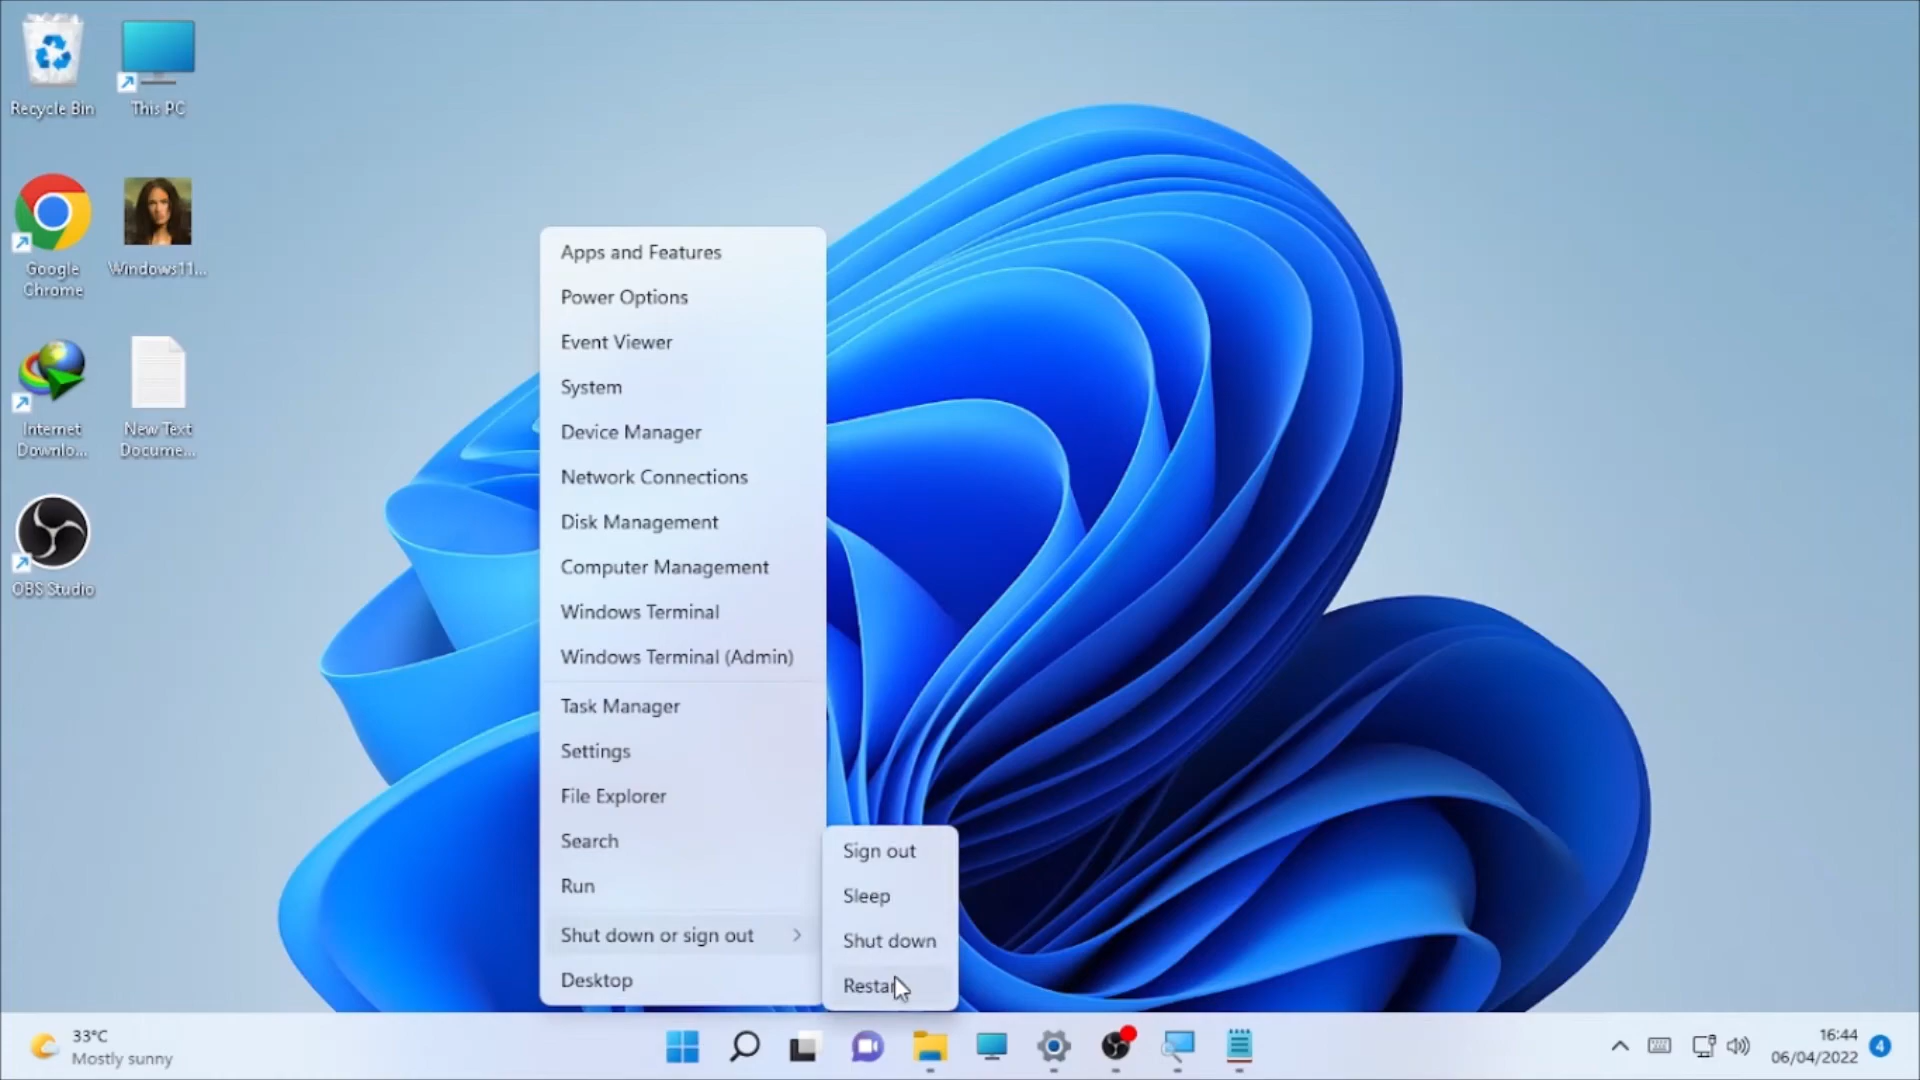 Recycle Bin
This PC
Google
Chrome
Windows11...
Internet
Downlo...
New Text
Docume...
OBS Studio
Apps and Features
Power Options
Event Viewer
System
Device Manager
Network Connections
Disk Management
Computer Management
Windows Terminal
Windows Terminal (Admin)
Task Manager
Settings
File Explorer
Search
Run
Shut down or sign out
Desktop
Sign out
Sleep
Shut down
Restar
33°C
Mostly sunny
16:44
06/04/2022
4